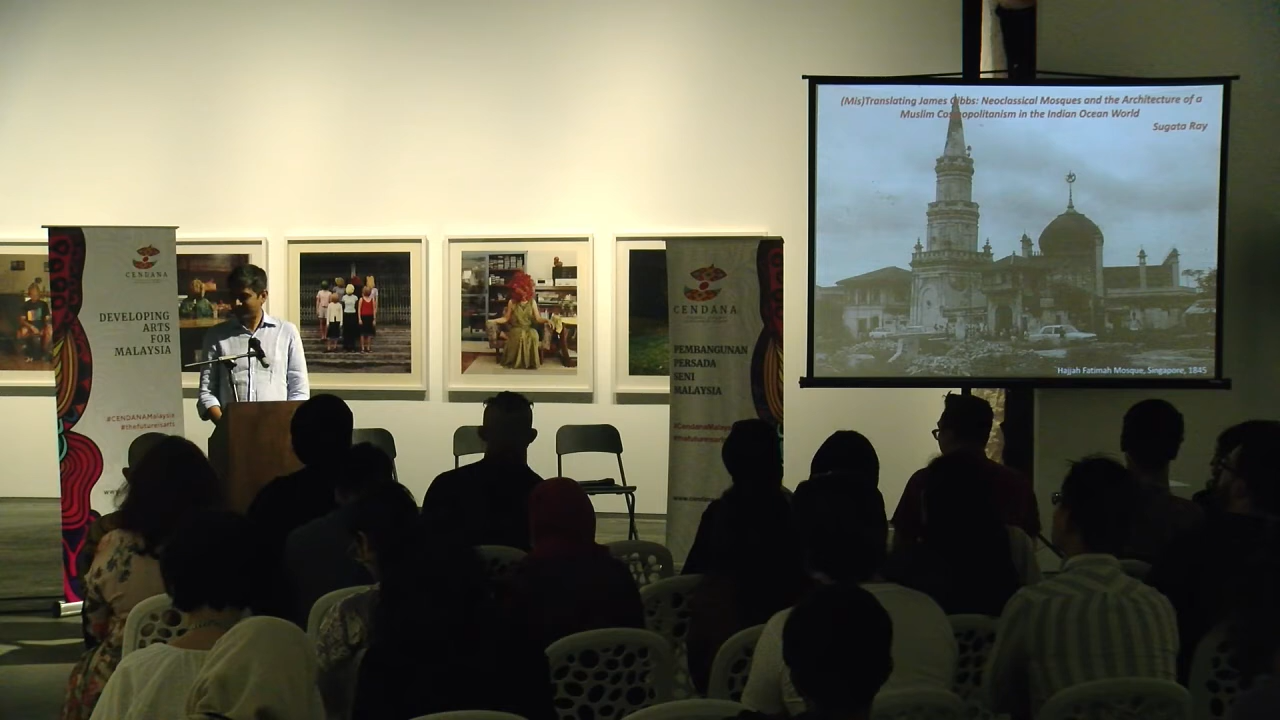 (Mis)Translating James Gibbs: Neoclassical Mosques and the Architecture of a
Muslim Cosmopolitanism in the Indian Ocean World
Sugata Ray
Hajjah Fatimah Mosque, Singapore, 1845
CENDANA
DEVELOPING
ARTS
FOR
MALAYSIA
#CENDANAMalaysia
#thefutureisarts
CENDANA
PEMBANGUNAN
PERSADA
SENI
MALAYSIA